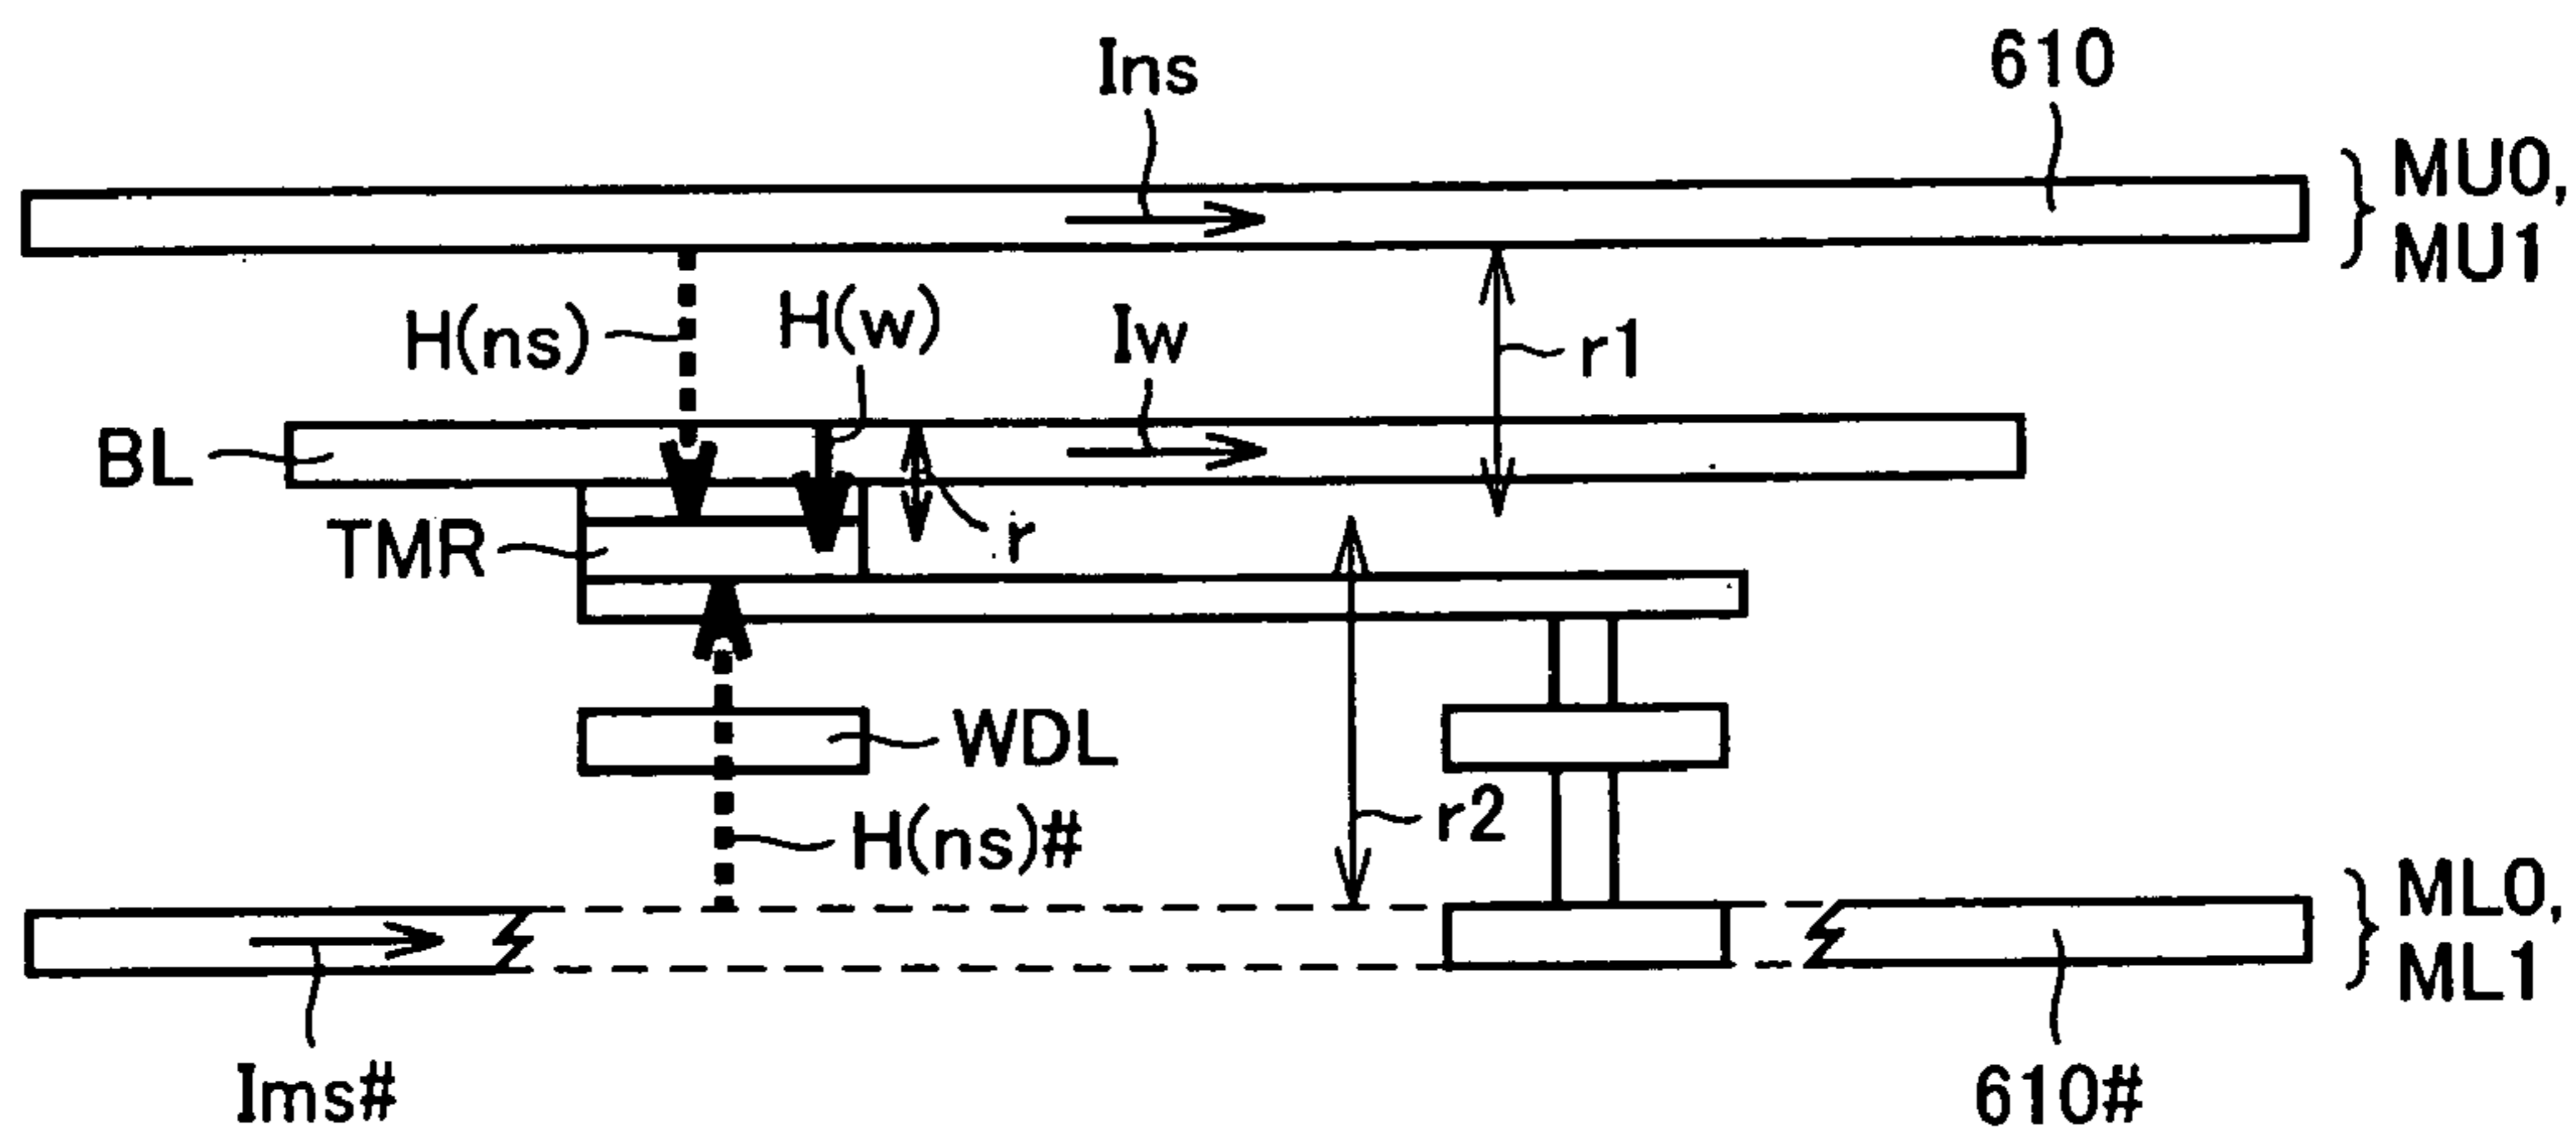 Ins
610
MU0,
MU1
H(ns)
H(w)
Iw
r1
BL
TMR
r
WDL
r2
H(ns)#
ML0,
ML1
Ims#
610#